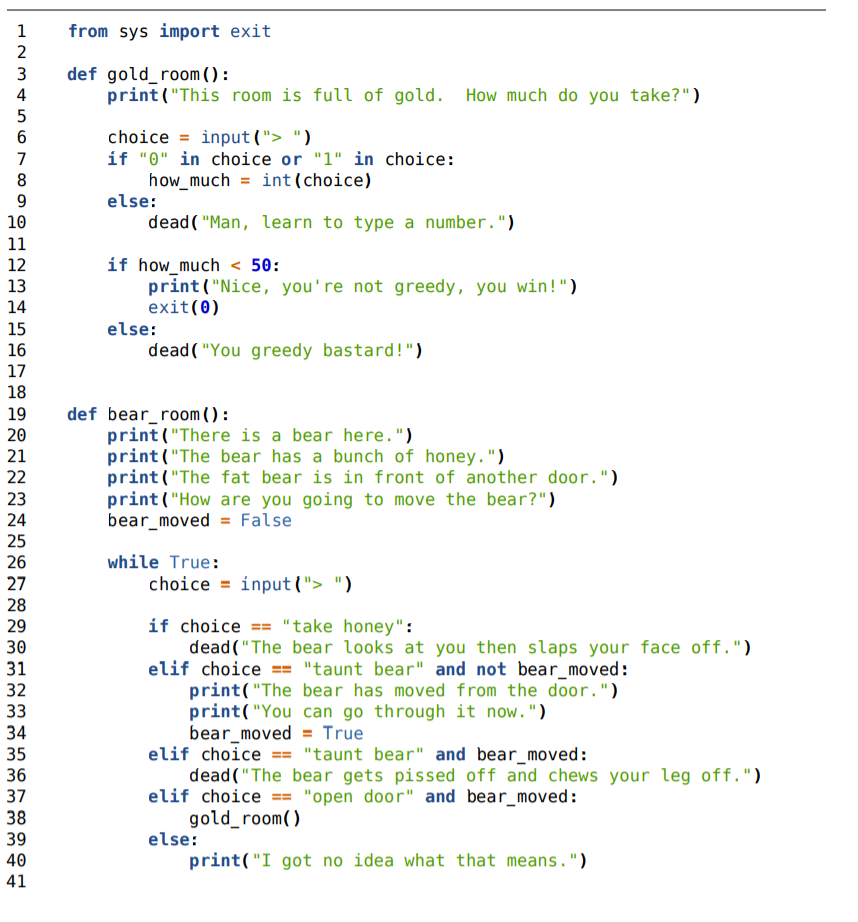 1 from sys import exit
2
3 def gold_room():
4     print("This room is full of gold.  How much do you take?")
5
6     choice = input("> ")
7     if "0" in choice or "1" in choice:
8         how_much = int(choice)
9     else:
10         dead("Man, learn to type a number.")
11
12     if how_much < 50:
13         print("Nice, you're not greedy, you win!")
14         exit(0)
15     else:
16         dead("You greedy bastard!")
17
18
19 def bear_room():
20     print("There is a bear here.")
21     print("The bear has a bunch of honey.")
22     print("The fat bear is in front of another door.")
23     print("How are you going to move the bear?")
24     bear_moved = False
25
26     while True:
27         choice = input("> ")
28
29         if choice == "take honey":
30             dead("The bear looks at you then slaps your face off.")
31         elif choice == "taunt bear" and not bear_moved:
32             print("The bear has moved from the door.")
33             print("You can go through it now.")
34             bear_moved = True
35         elif choice == "taunt bear" and bear_moved:
36             dead("The bear gets pissed off and chews your leg off.")
37         elif choice == "open door" and bear_moved:
38             gold_room()
39         else:
40             print("I got no idea what that means.")
41